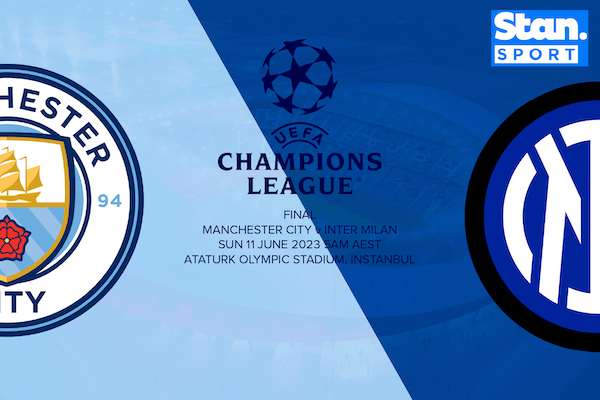 Stan.
SPORT
HESTER
94
ITY
UEFA
CHAMPIONS
LEAGUE®
FINAL
MANCHESTER CITY v INTER MILAN
SUN 11 JUNE 2023 5AM AEST
ATATURK OLYMPIC STADIUM, INSTANBUL